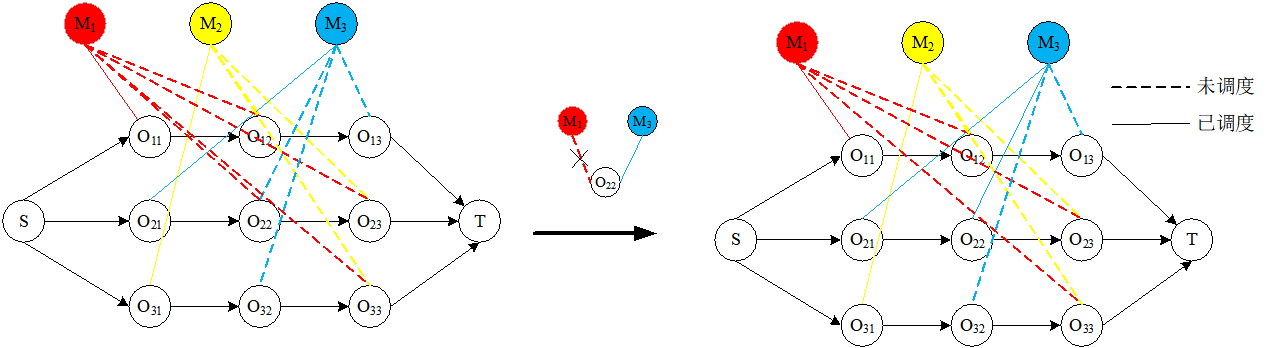 M₁ M₂ M₃
O₁₁ O₁₂ O₁₃
S O₂₁ O₂₂ O₂₃ T
O₃₁ O₃₂ O₃₃
M₁ M₃
O₂₂
M₁ M₂ M₃
O₁₁ O₁₂ O₁₃
S O₂₁ O₂₂ O₂₃ T
O₃₁ O₃₂ O₃₃
未调度
已调度